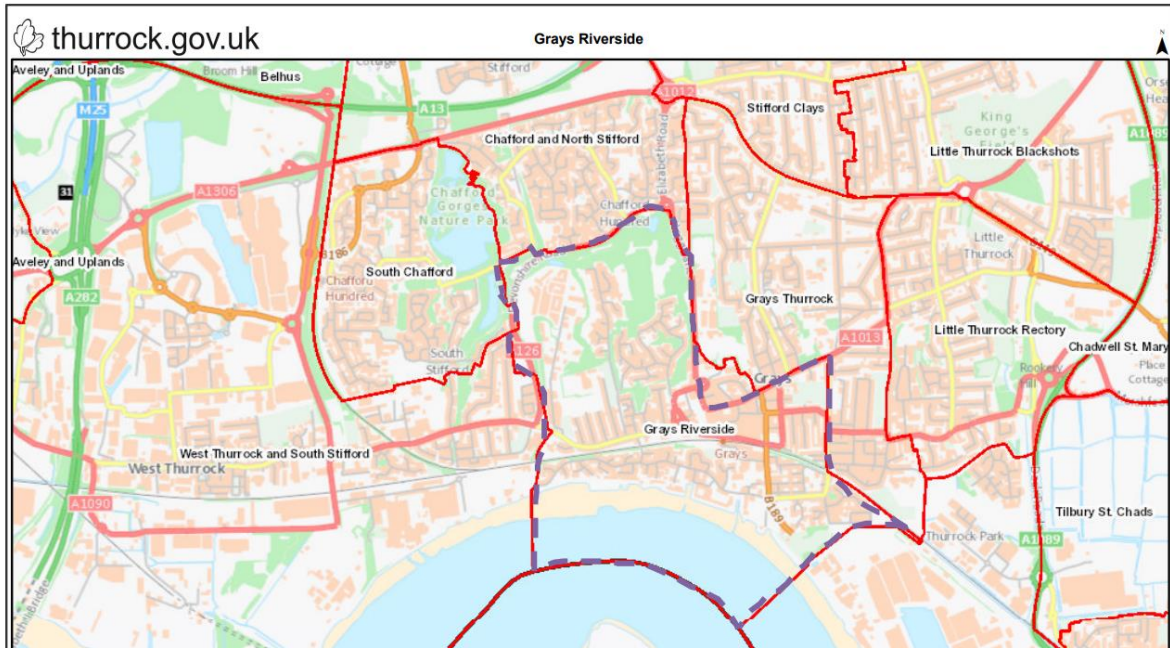 thurrock.gov.uk
Grays Riverside
N
Aveley and Uplands
Broom Hill
Belhus
Cottage
Stifford
M25
A13
A1012
Stifford Clays
King
George's
Field
Chafford and North Stifford
Elizabeth Road
Little Thurrock Blackshots
A1089
31
A1306
Chafford
Gorges
Nature Park
Chafford
Hundred
B186
Aveley and Uplands
South Chafford
Chafford
Hundred
Devonshire Road
Little
Thurrock
A282
Grays Thurrock
A1013
Little Thurrock Rectory
South
Stifford
A126
Chadwell St. Mary
Place
Cottage
Rookery
Hill
Grays
Grays Riverside
Grays
West Thurrock and South Stifford
West Thurrock
A1090
B189
Thurrock Park
Tilbury St. Chads
A1089